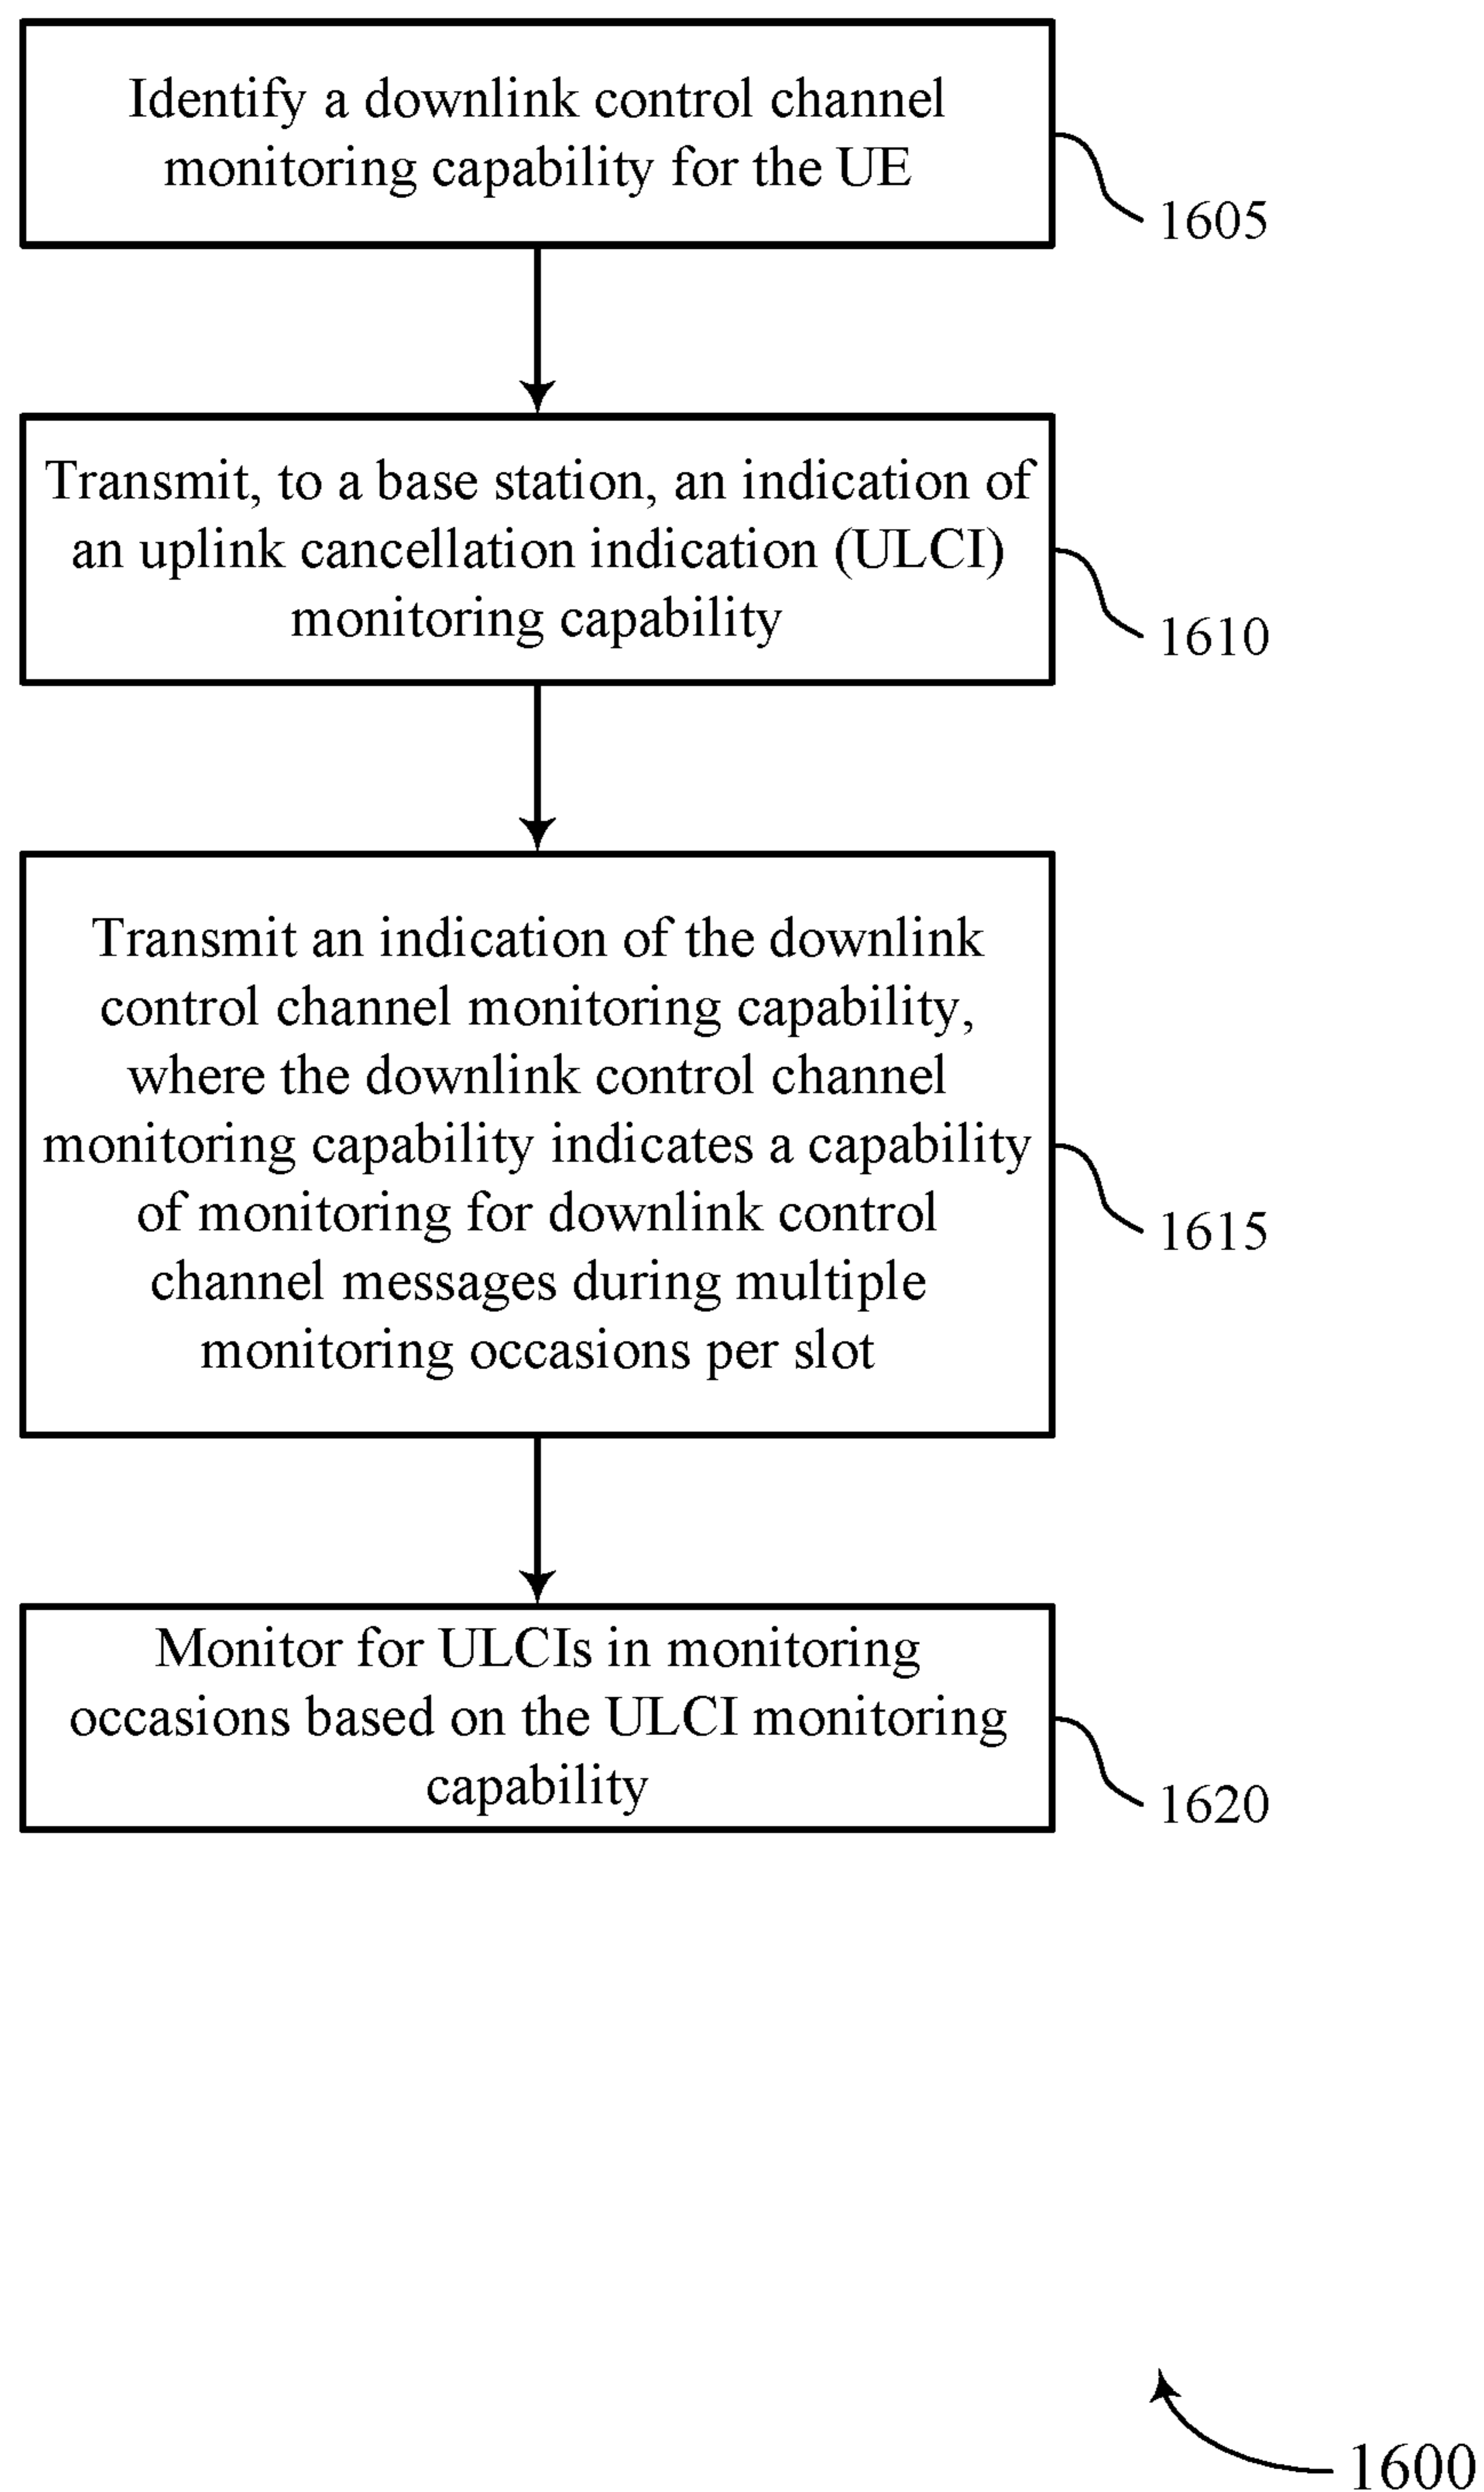 Identify a downlink control channel
monitoring capability for the UE
1605
Transmit, to a base station, an indication of
an uplink cancellation indication (ULCI)
monitoring capability
1610
Transmit an indication of the downlink
control channel monitoring capability,
where the downlink control channel
monitoring capability indicates a capability
of monitoring for downlink control
channel messages during multiple
monitoring occasions per slot
1615
Monitor for ULCIs in monitoring
occasions based on the ULCI monitoring
capability
1620
1600